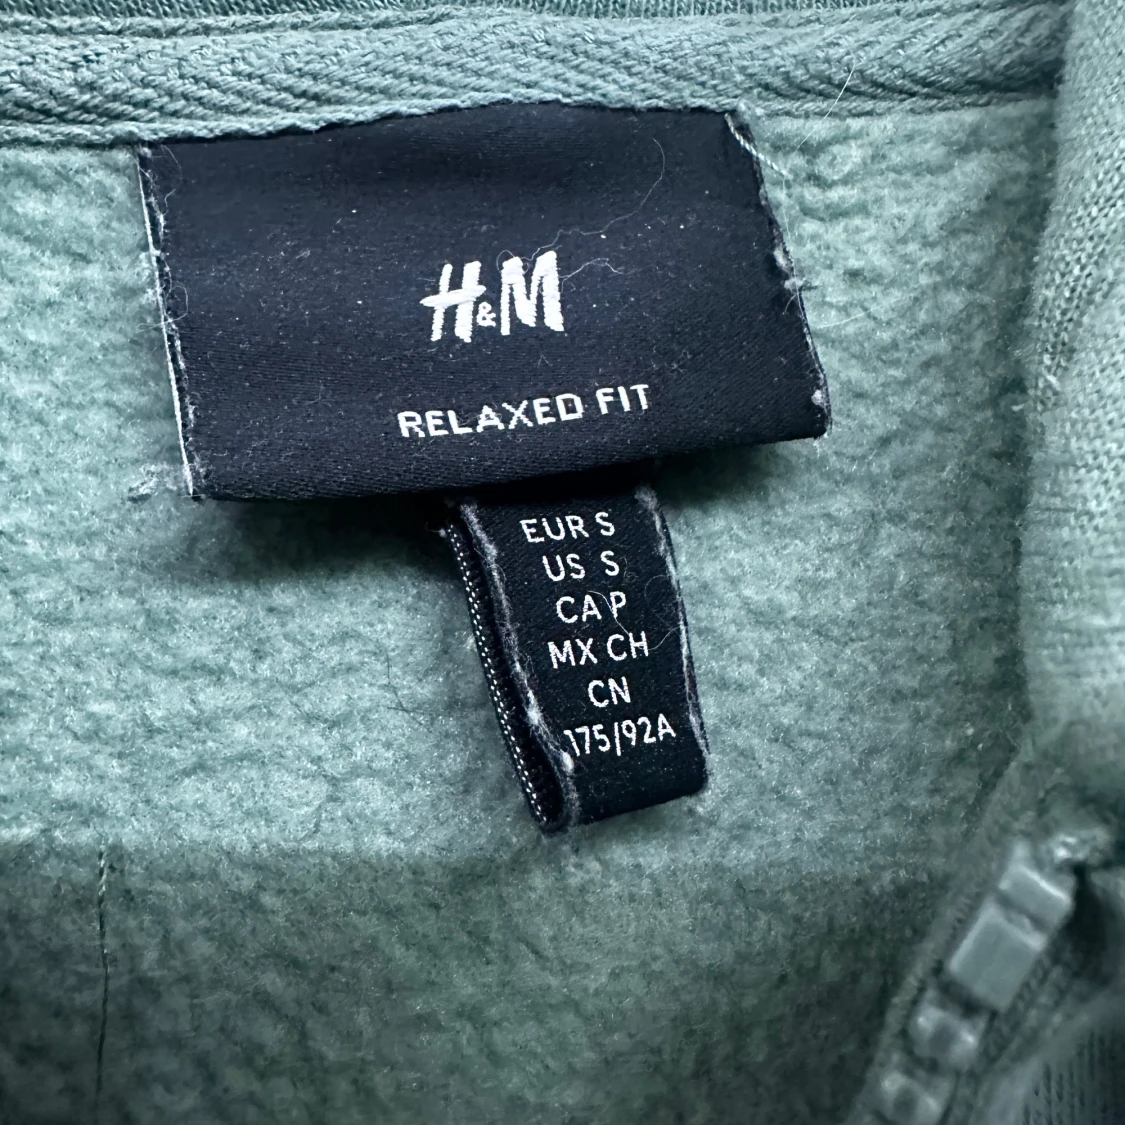 H&M
RELAXED FIT
EUR S
US S
CA P
MX CH
CN
175/92A